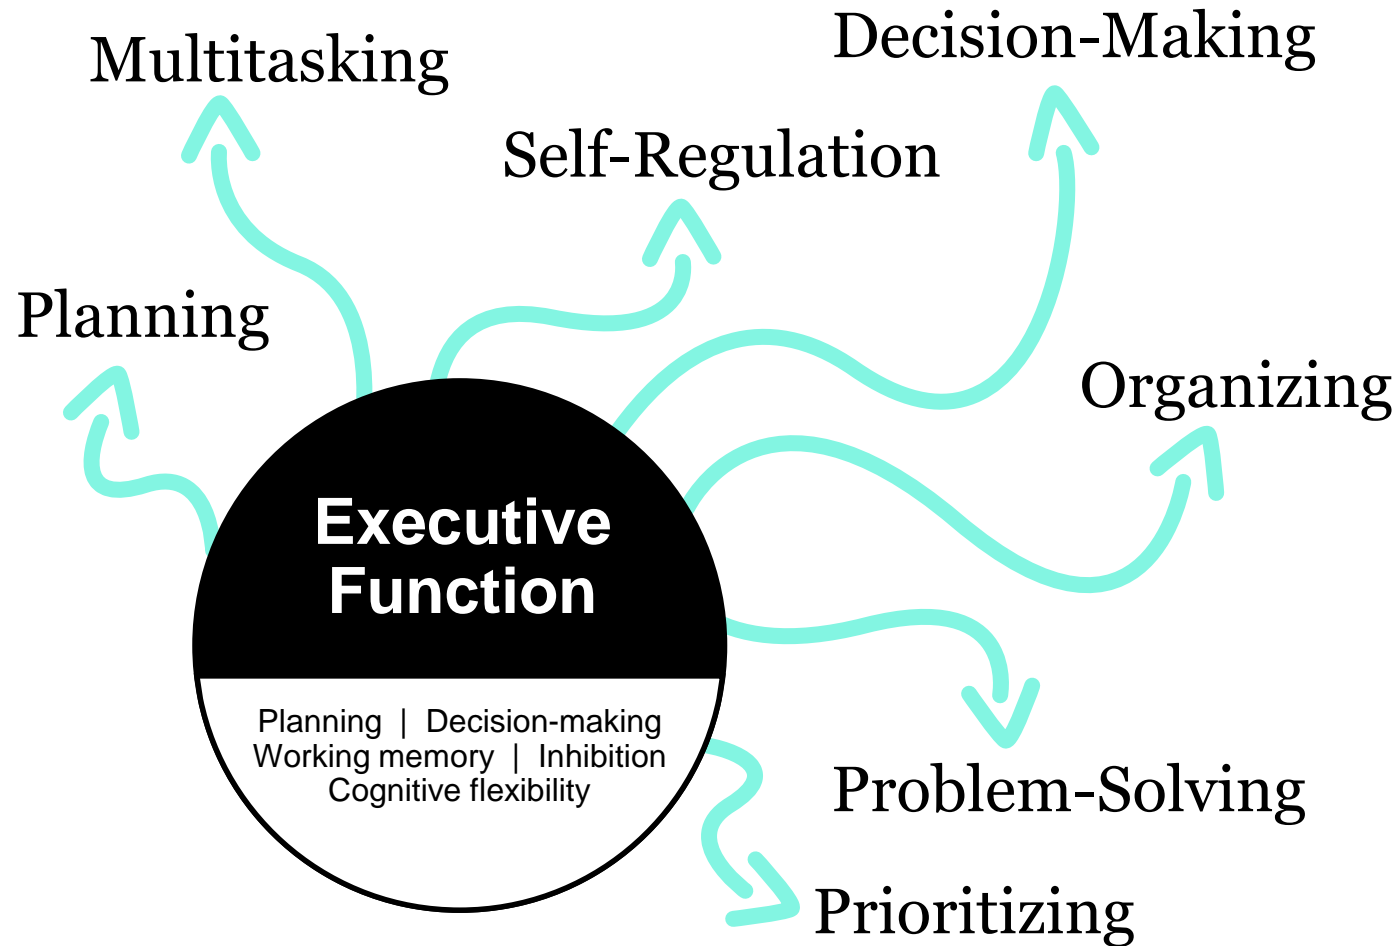 Decision-Making
Multitasking
Self-Regulation
Planning
Organizing
Executive
Function
Planning | Decision-making
Working memory | Inhibition
Cognitive flexibility
Problem-Solving
Prioritizing